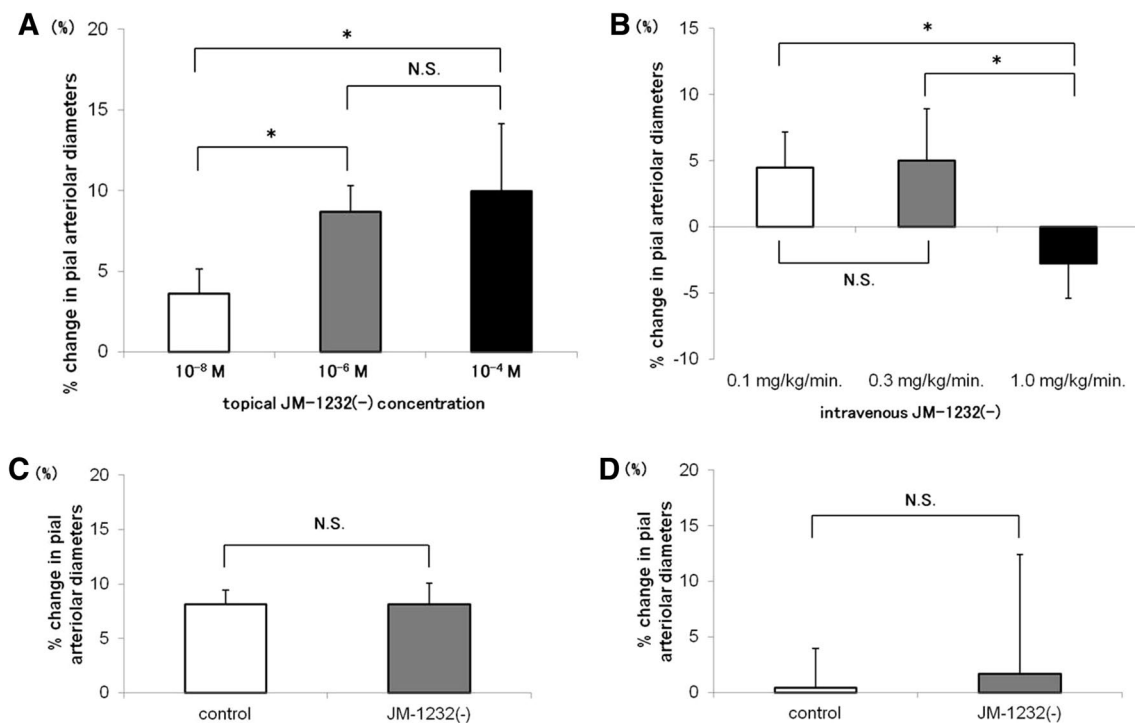 A (%)
% change in pial arteriolar diameters
20
15
10
5
0
*
N.S.
*
10⁻⁸ M 10⁻⁶ M 10⁻⁴ M
topical JM-1232(-) concentration
B (%)
% change in pial arteriolar diameters
15
10
5
0
-5
-10
*
*
N.S.
0.1 mg/kg/min. 0.3 mg/kg/min. 1.0 mg/kg/min.
intravenous JM-1232(-)
C (%)
% change in pial
arteriolar diameters
20
15
10
5
0
N.S.
control JM-1232(-)
D (%)
% change in pial
arteriolar diameters
20
15
10
5
0
N.S.
control JM-1232(-)